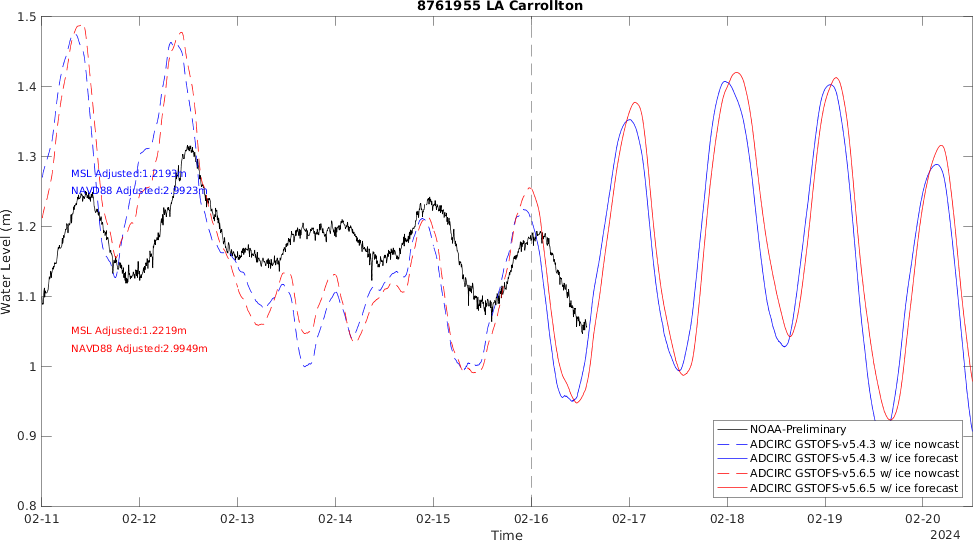 8761955 LA Carrollton
1.5
1.4
1.3
1.2
1.1
1
0.9
0.8
Water Level (m)
MSL Adjusted:1.2193m
NAVD88 Adjusted:2.9923m
MSL Adjusted:1.2219m
NAVD88 Adjusted:2.9949m
NOAA-Preliminary
ADCIRC GSTOFS-v5.4.3 w/ ice nowcast
ADCIRC GSTOFS-v5.4.3 w/ ice forecast
ADCIRC GSTOFS-v5.6.5 w/ ice nowcast
ADCIRC GSTOFS-v5.6.5 w/ ice forecast
02-11 02-12 02-13 02-14 02-15 02-16 02-17 02-18 02-19 02-20
Time
2024